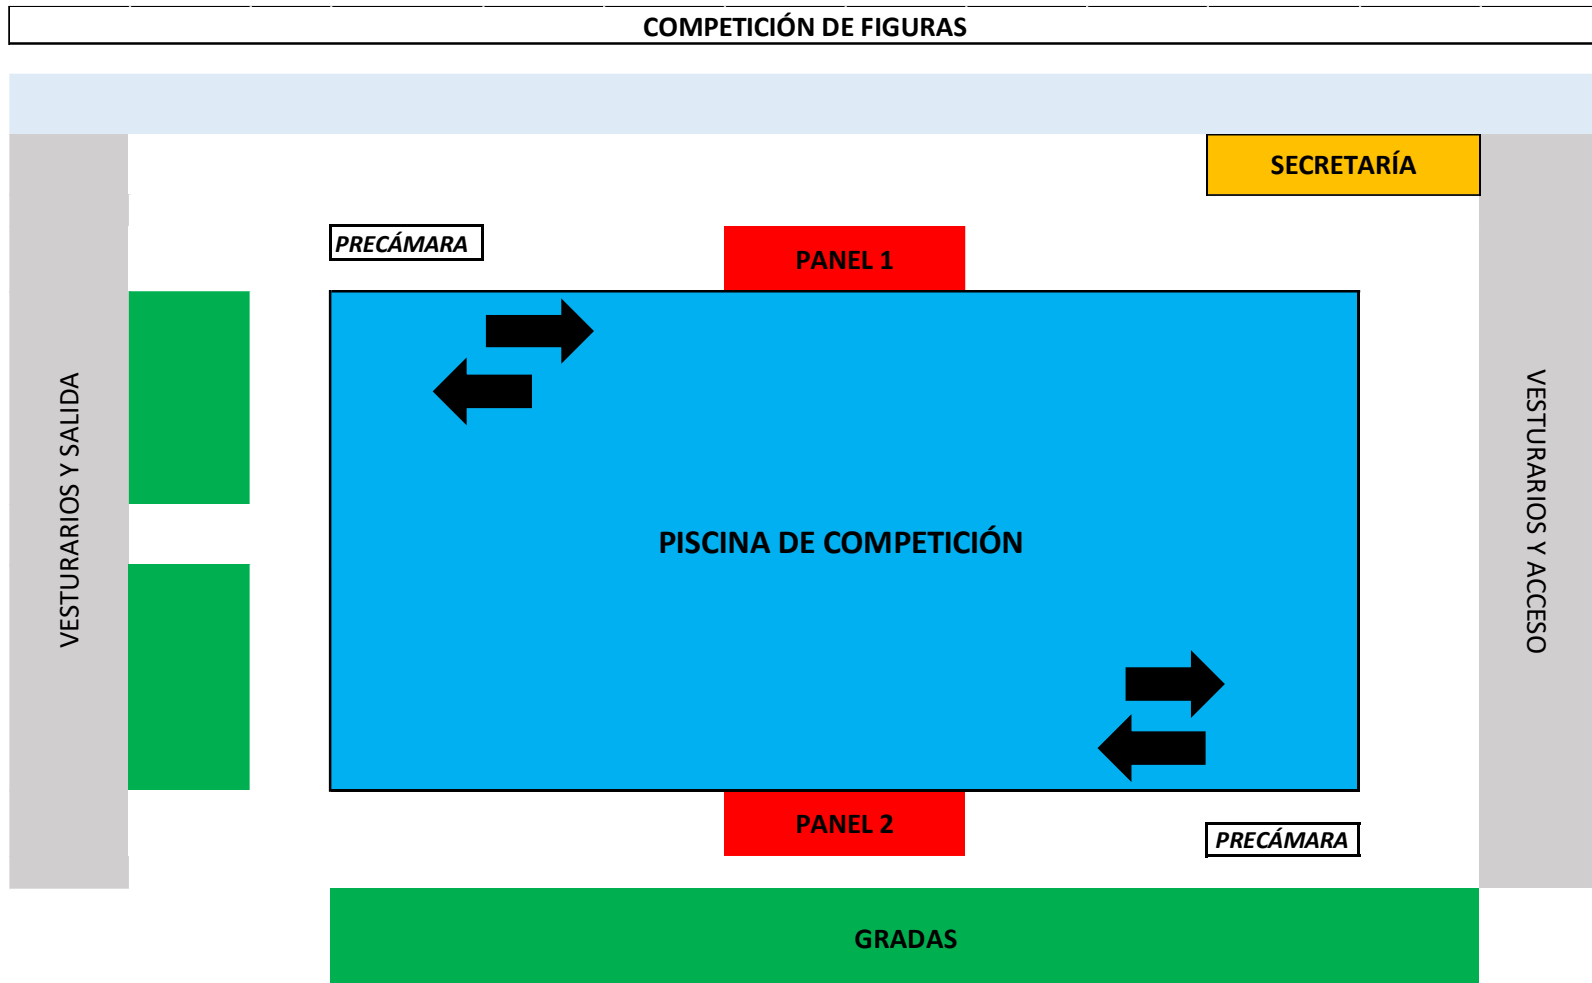 COMPETICIÓN DE FIGURAS
SECRETARÍA
PRECÁMARA
PANEL 1
VESTURARIOS Y SALIDA
PISCINA DE COMPETICIÓN
VESTURARIOS Y ACCESO
PANEL 2
PRECÁMARA
GRADAS